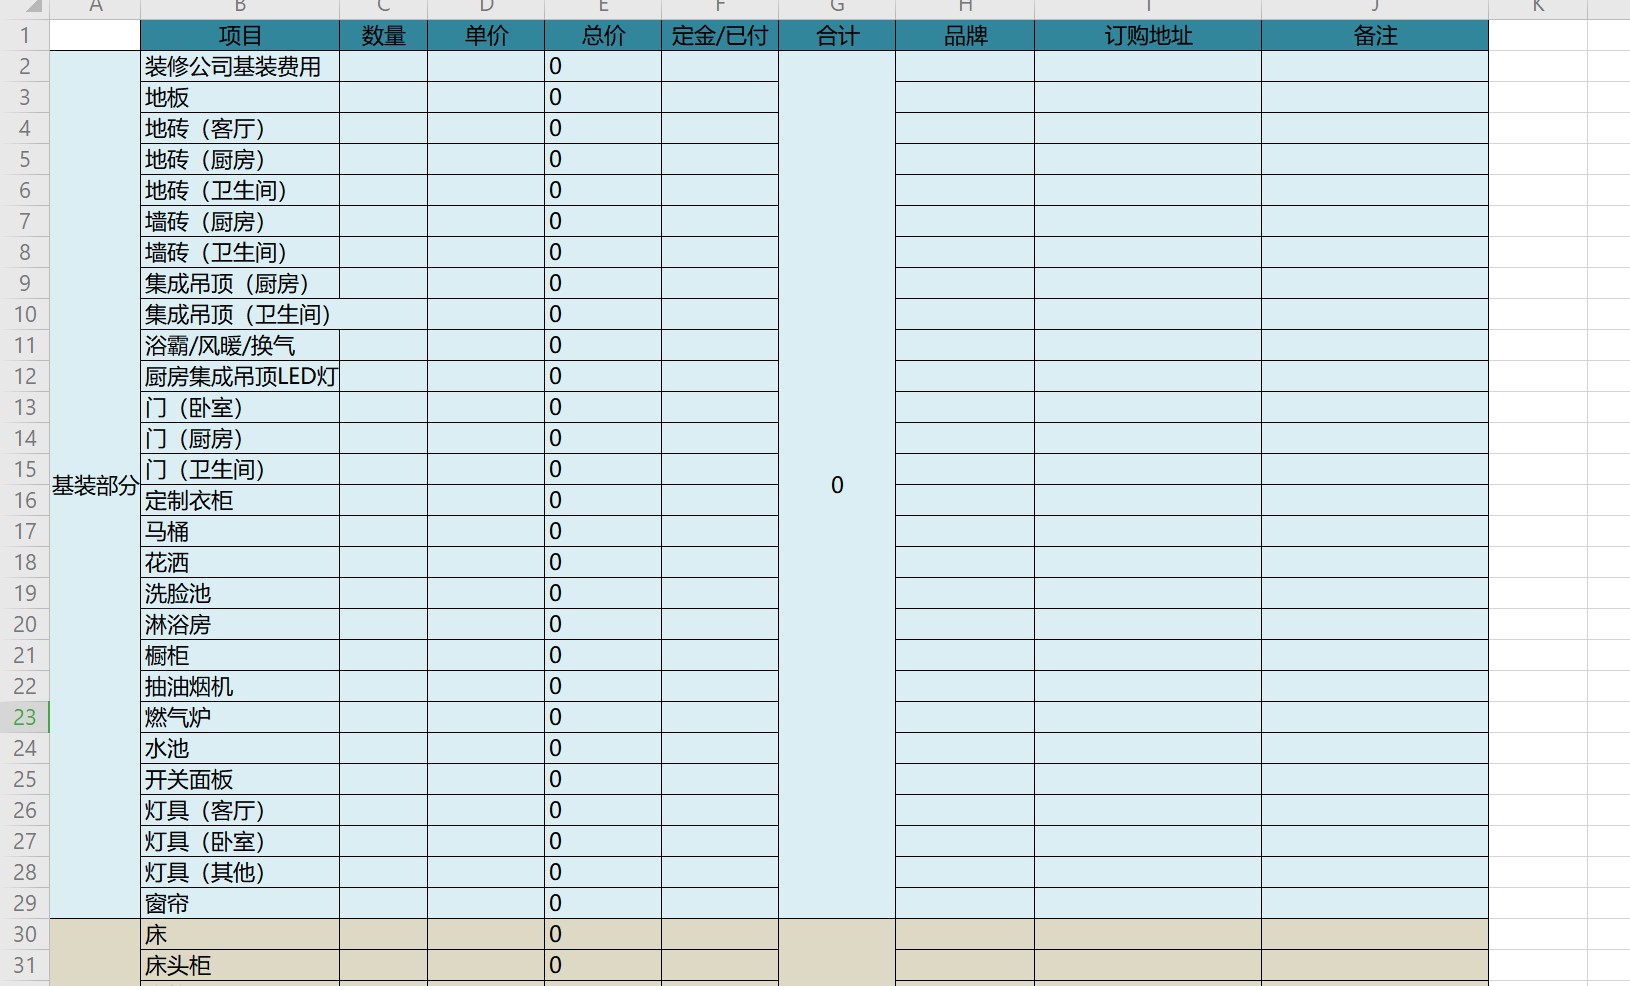 A B C D E F G H I J K
1 项目 数量 单价 总价 定金/已付 合计 品牌 订购地址 备注
2 装修公司基装费用 0
3 地板 0
4 地砖（客厅） 0
5 地砖（厨房） 0
6 地砖（卫生间） 0
7 墙砖（厨房） 0
8 墙砖（卫生间） 0
9 集成吊顶（厨房） 0
10 集成吊顶（卫生间） 0
11 浴霸/风暖/换气 0
12 厨房集成吊顶LED灯 0
13 门（卧室） 0
14 门（厨房） 0
15 门（卫生间） 0
基装部分 0
16 定制衣柜 0
17 马桶 0
18 花洒 0
19 洗脸池 0
20 淋浴房 0
21 橱柜 0
22 抽油烟机 0
23 燃气炉 0
24 水池 0
25 开关面板 0
26 灯具（客厅） 0
27 灯具（卧室） 0
28 灯具（其他） 0
29 窗帘 0
30 床 0
31 床头柜 0